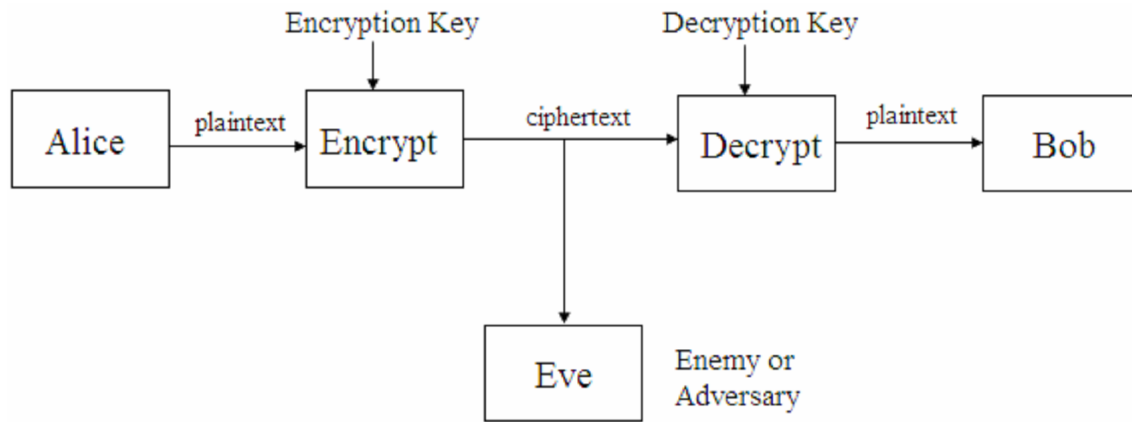 Encryption Key
Decryption Key
Alice
plaintext
Encrypt
ciphertext
Decrypt
plaintext
Bob
Eve
Enemy or
Adversary